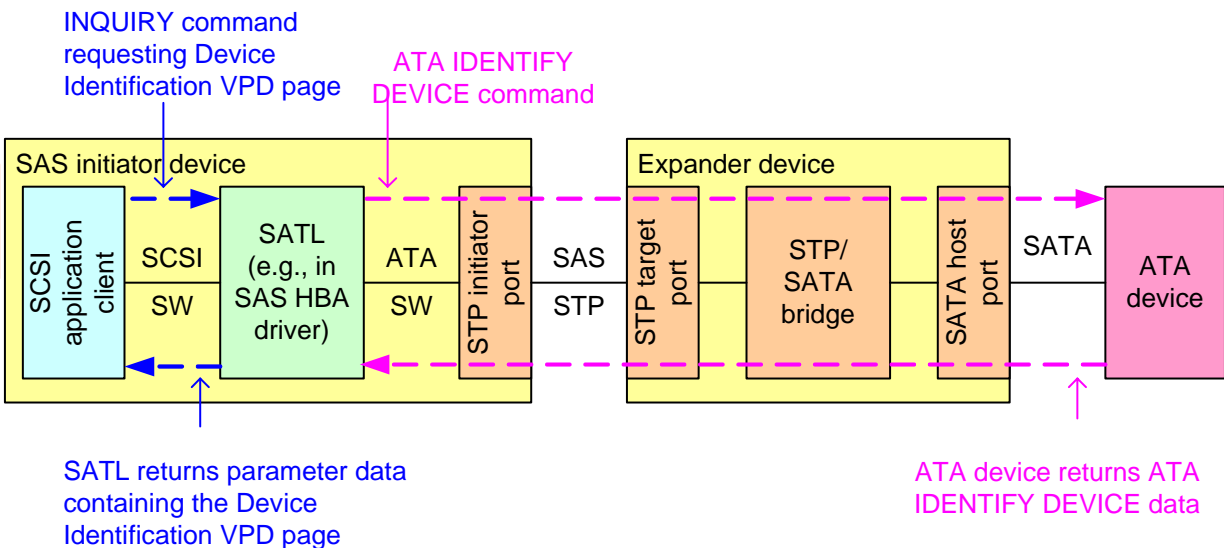 INQUIRY command
requesting Device
Identification VPD page
ATA IDENTIFY
DEVICE command
SAS initiator device
Expander device
SCSI
application
client
SCSI
SW
SATL
(e.g., in
SAS HBA
driver)
ATA
SW
STP initiator
port
SAS
STP
STP target
port
STP/
SATA
bridge
SATA host
port
SATA
ATA
device
SATL returns parameter data
containing the Device
Identification VPD page
ATA device returns ATA
IDENTIFY DEVICE data